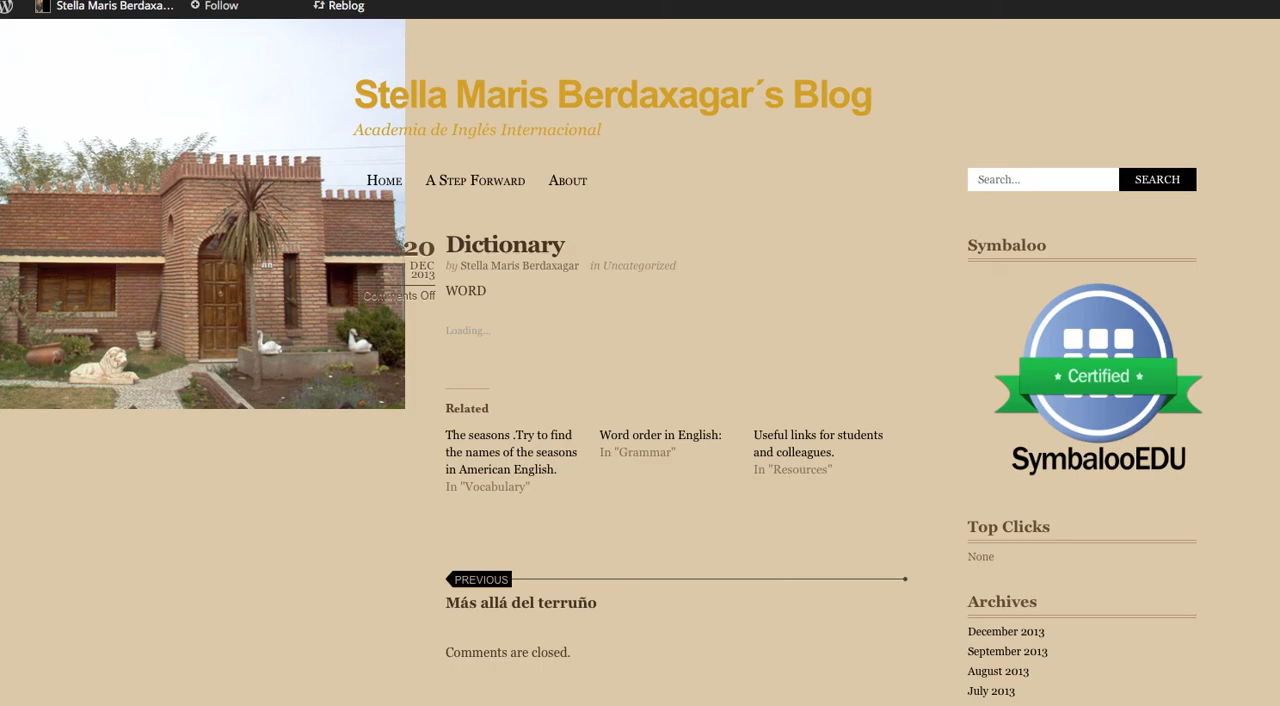 Stella Maris Berdaxa... Follow Reblog
Stella Maris Berdaxagar´s Blog
Academia de Inglés Internacional
Home A Step Forward About
Search... SEARCH
20
DEC
2013
Comments Off
Dictionary
by Stella Maris Berdaxagar in Uncategorized
WORD
Loading...
Related
The seasons .Try to find
the names of the seasons
in American English.
In "Vocabulary"
Word order in English:
In "Grammar"
Useful links for students
and colleagues.
In "Resources"
PREVIOUS
Más allá del terruño
Comments are closed.
Symbaloo
Certified
SymbalooEDU
Top Clicks
None
Archives
December 2013
September 2013
August 2013
July 2013